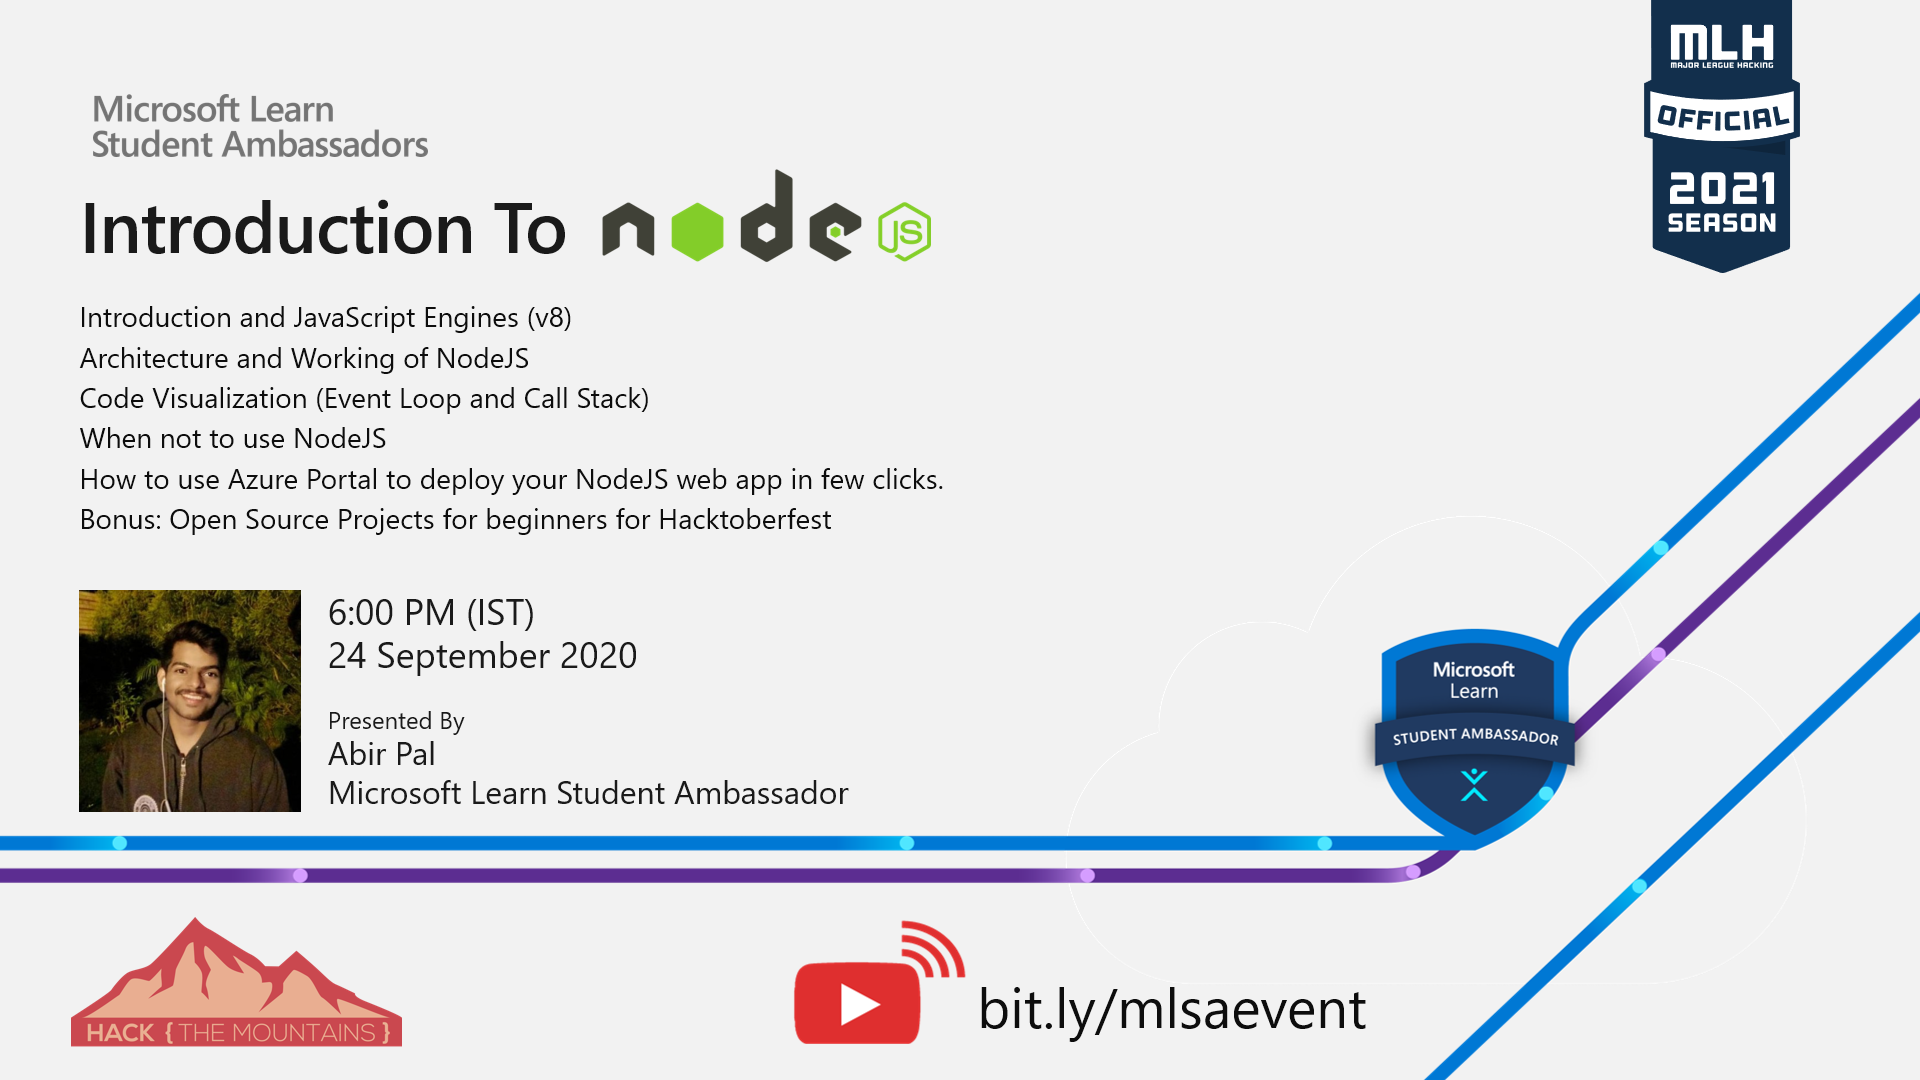 MLH
MAJOR LEAGUE HACKING
OFFICIAL
2021
SEASON
Microsoft Learn
Student Ambassadors
Introduction To node JS
Introduction and JavaScript Engines (v8)
Architecture and Working of NodeJS
Code Visualization (Event Loop and Call Stack)
When not to use NodeJS
How to use Azure Portal to deploy your NodeJS web app in few clicks.
Bonus: Open Source Projects for beginners for Hacktoberfest
6:00 PM (IST)
24 September 2020
Presented By
Abir Pal
Microsoft Learn Student Ambassador
Microsoft
Learn
STUDENT AMBASSADOR
HACK {THE MOUNTAINS}
bit.ly/mlsaevent